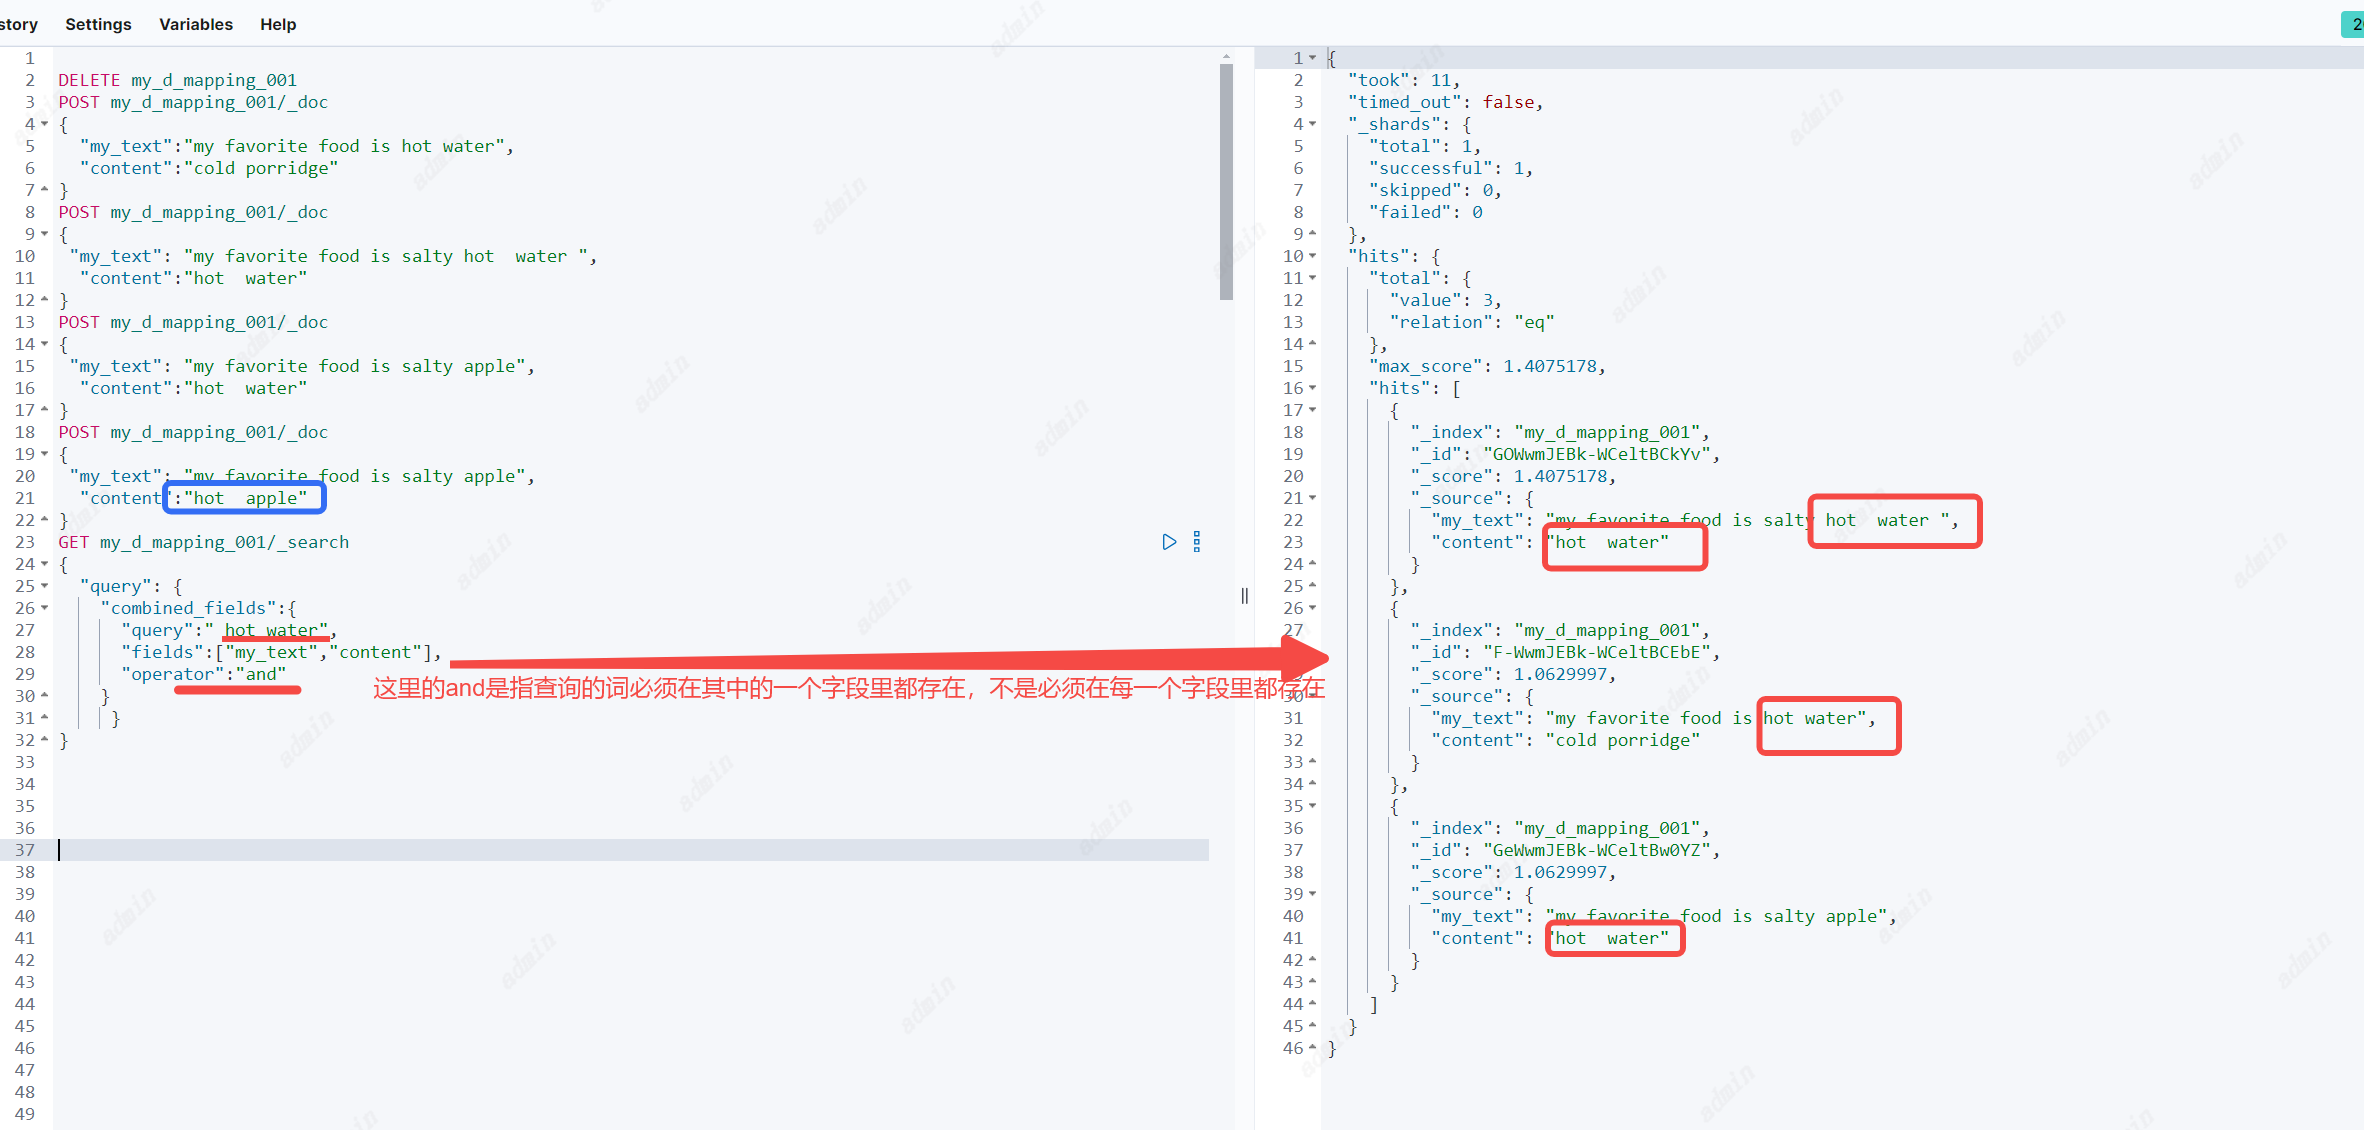 story Settings Variables Help
2
1
2 DELETE my_d_mapping_001
3 POST my_d_mapping_001/_doc
4 {
5 "my_text":"my favorite food is hot water",
6 "content":"cold porridge"
7 }
8 POST my_d_mapping_001/_doc
9 {
10 "my_text": "my favorite food is salty hot  water ",
11 "content":"hot  water"
12 }
13 POST my_d_mapping_001/_doc
14 {
15 "my_text": "my favorite food is salty apple",
16 "content":"hot  water"
17 }
18 POST my_d_mapping_001/_doc
19 {
20 "my_text": "my favorite food is salty apple",
21 "content":"hot  apple"
22 }
23 GET my_d_mapping_001/_search
24 {
25 "query": {
26 "combined_fields":{
27 "query":" hot water",
28 "fields":["my_text","content"],
29 "operator":"and"
这里的and是指查询的词必须在其中的一个字段里都存在，不是必须在每一个字段里都存在
30 }
31 }
32 }
33
34
35
36
37
38
39
40
41
42
43
44
45
46
47
48
49
1 {
2 "took": 11,
3 "timed_out": false,
4 "_shards": {
5 "total": 1,
6 "successful": 1,
7 "skipped": 0,
8 "failed": 0
9 },
10 "hits": {
11 "total": {
12 "value": 3,
13 "relation": "eq"
14 },
15 "max_score": 1.4075178,
16 "hits": [
17 {
18 "_index": "my_d_mapping_001",
19 "_id": "GOWwmJEBk-WCeltBCkYv",
20 "_score": 1.4075178,
21 "_source": {
22 "my_text": "my favorite food is salty hot  water ",
23 "content": "hot  water"
24 }
25 },
26 {
27 "_index": "my_d_mapping_001",
28 "_id": "F-WwmJEBk-WCeltBCEbE",
29 "_score": 1.0629997,
30 "_source": {
31 "my_text": "my favorite food is hot water",
32 "content": "cold porridge"
33 }
34 },
35 {
36 "_index": "my_d_mapping_001",
37 "_id": "GeWwmJEBk-WCeltBw0YZ",
38 "_score": 1.0629997,
39 "_source": {
40 "my_text": "my favorite food is salty apple",
41 "content": "hot  water"
42 }
43 }
44 ]
45 }
46 }
admin